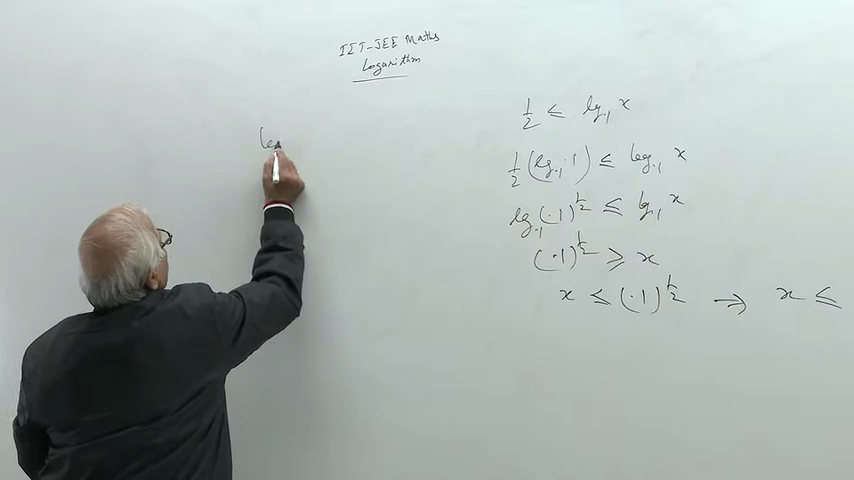 IIT-JEE Maths
Logarithm
log
1/2 ≤ log.1 x
1/2 (log.1 .1) ≤ log.1 x
log.1 (.1)^1/2 ≤ log.1 x
(.1)^1/2 ≥ x
x ≤ (.1)^1/2 → x ≤